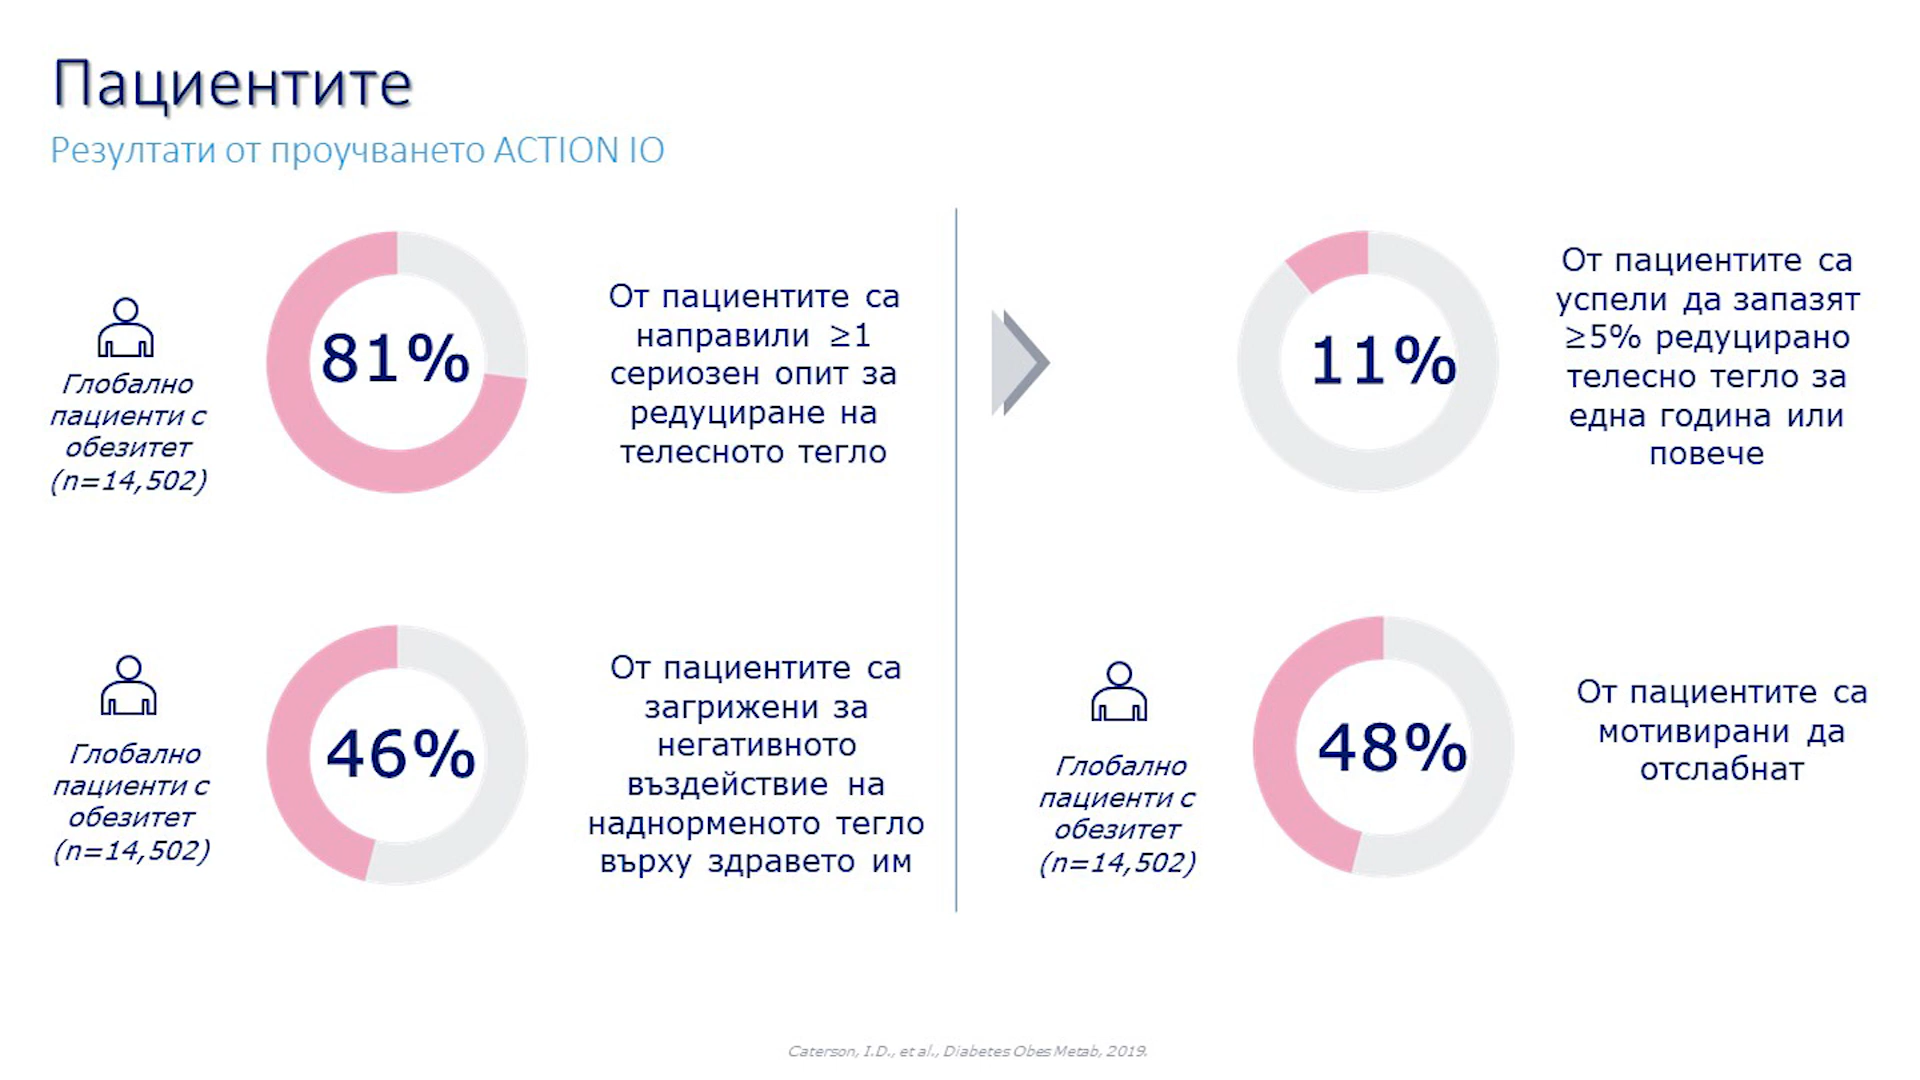 Пациентите
Резултати от проучването ACTION IO
Глобално
пациенти с
обезитет
(n=14,502)
81%
От пациентите са
направили ≥1
сериозен опит за
редуциране на
телесното тегло
11%
От пациентите са
успели да запазят
≥5% редуцирано
телесно тегло за
една година или
повече
Глобално
пациенти с
обезитет
(n=14,502)
46%
От пациентите са
загрижени за
негативното
въздействие на
наднорменото тегло
върху здравето им
Глобално
пациенти с
обезитет
(n=14,502)
48%
От пациентите са
мотивирани да
отслабнат
Caterson, I.D., et al., Diabetes Obes Metab, 2019.